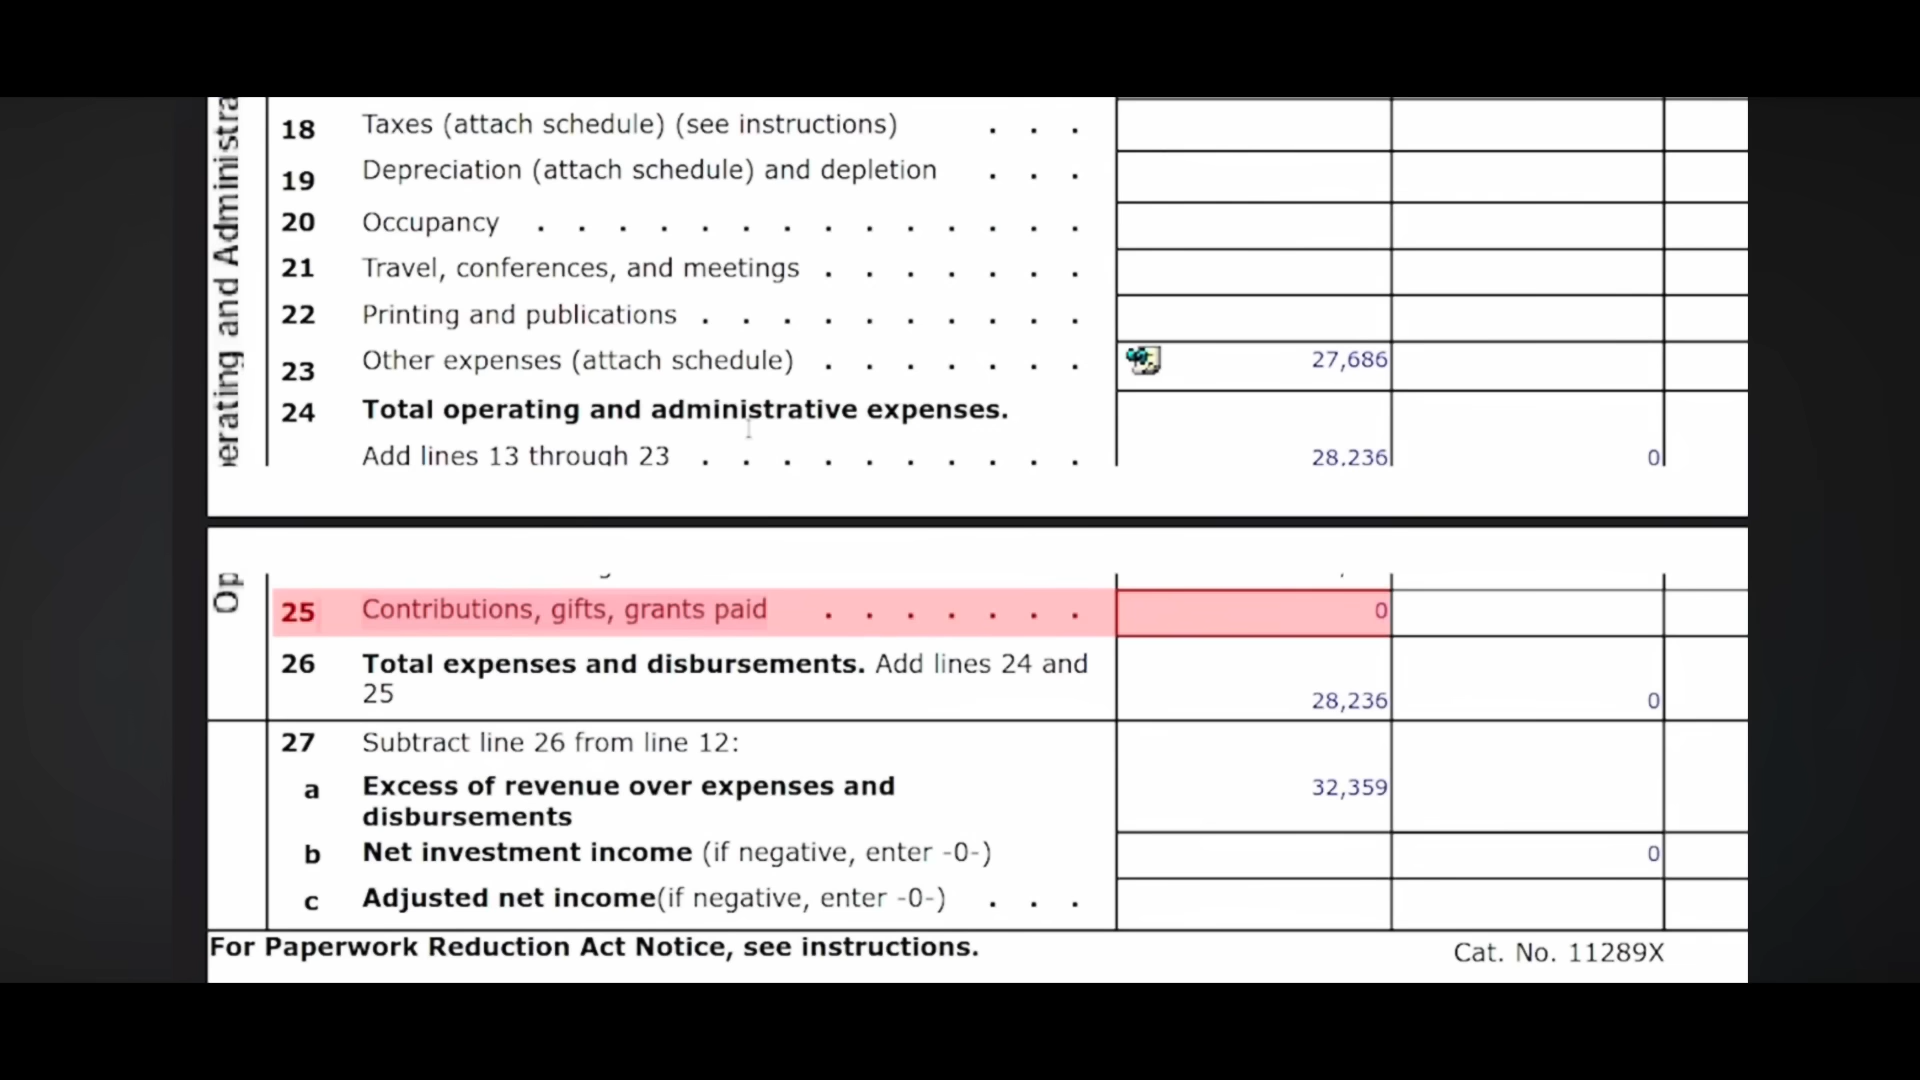 erating and Administra
18 Taxes (attach schedule) (see instructions) . . .
19 Depreciation (attach schedule) and depletion . . .
20 Occupancy . . . . . . . . . . . . . .
21 Travel, conferences, and meetings . . . . . . .
22 Printing and publications . . . . . . . . . .
23 Other expenses (attach schedule) . . . . . . . 27,686
24 Total operating and administrative expenses.
Add lines 13 through 23 . . . . . . . . . . 28,236 0
Op
25 Contributions, gifts, grants paid . . . . . . . 0
26 Total expenses and disbursements. Add lines 24 and
25 28,236 0
27 Subtract line 26 from line 12:
a Excess of revenue over expenses and 32,359
disbursements
b Net investment income (if negative, enter -0-) 0
c Adjusted net income(if negative, enter -0-) . . .
For Paperwork Reduction Act Notice, see instructions. Cat. No. 11289X